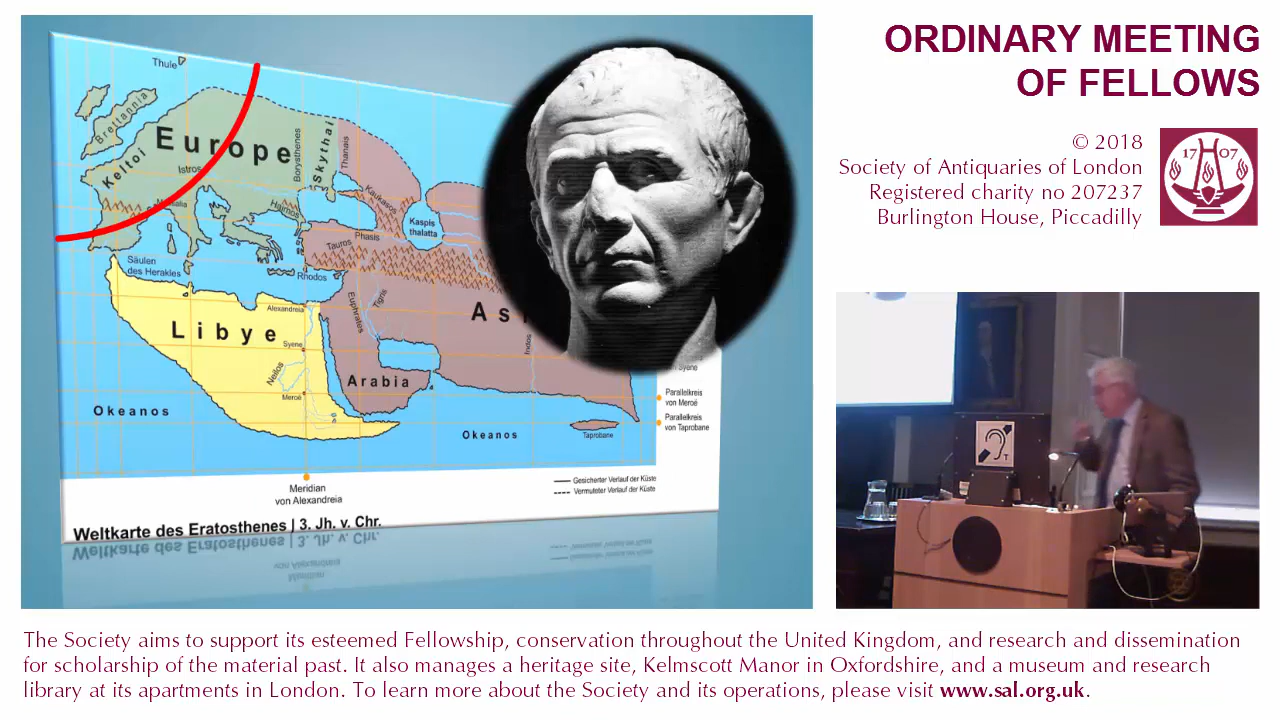 ORDINARY MEETING
OF FELLOWS
© 2018
Society of Antiquaries of London
Registered charity no 207237
Burlington House, Piccadilly
17 07
Thule
Brettannia
Europe
Keltoi
Istros
Borysthenes
Skythai
Tanais
Kaukasos
Kaspis
thalatta
Haimos
Phasis
Tauros
Säulen
des Herakles
Rhodos
Alexandreia
Libye
Syene
Euphrates
Tigris
As
Indos
Neilos
Meroë
Arabia
von Syene
Parallelkreis
von Meroë
Parallelkreis
von Taprobane
Okeanos
Okeanos
Taprobane
Meridian
von Alexandreia
Gesicherter Verlauf der Küste
Vermuteter Verlauf der Küste
Weltkarte des Eratosthenes | 3. Jh. v. Chr.
T
The Society aims to support its esteemed Fellowship, conservation throughout the United Kingdom, and research and dissemination
for scholarship of the material past. It also manages a heritage site, Kelmscott Manor in Oxfordshire, and a museum and research
library at its apartments in London. To learn more about the Society and its operations, please visit www.sal.org.uk.